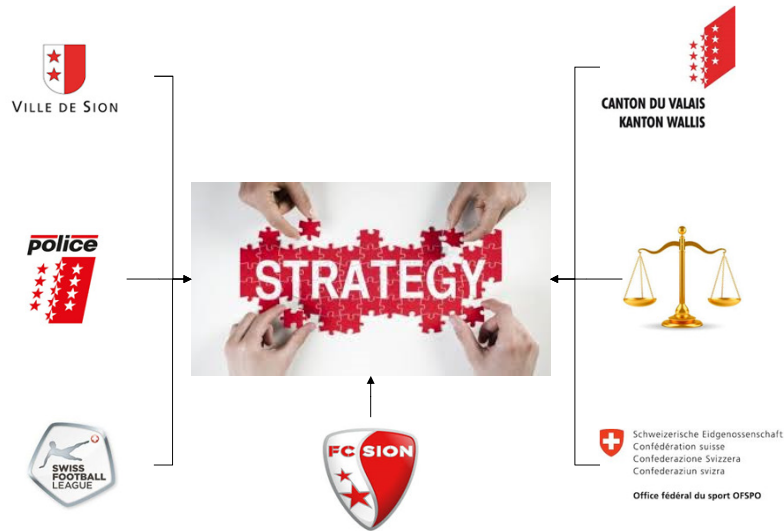 VILLE DE SION
CANTON DU VALAIS
KANTON WALLIS
police
STRATEGY
SWISS
FOOTBALL
LEAGUE
FC SION
Schweizerische Eidgenossenschaft
Confédération suisse
Confederazione Svizzera
Confederaziun svizra
Office fédéral du sport OFSPO